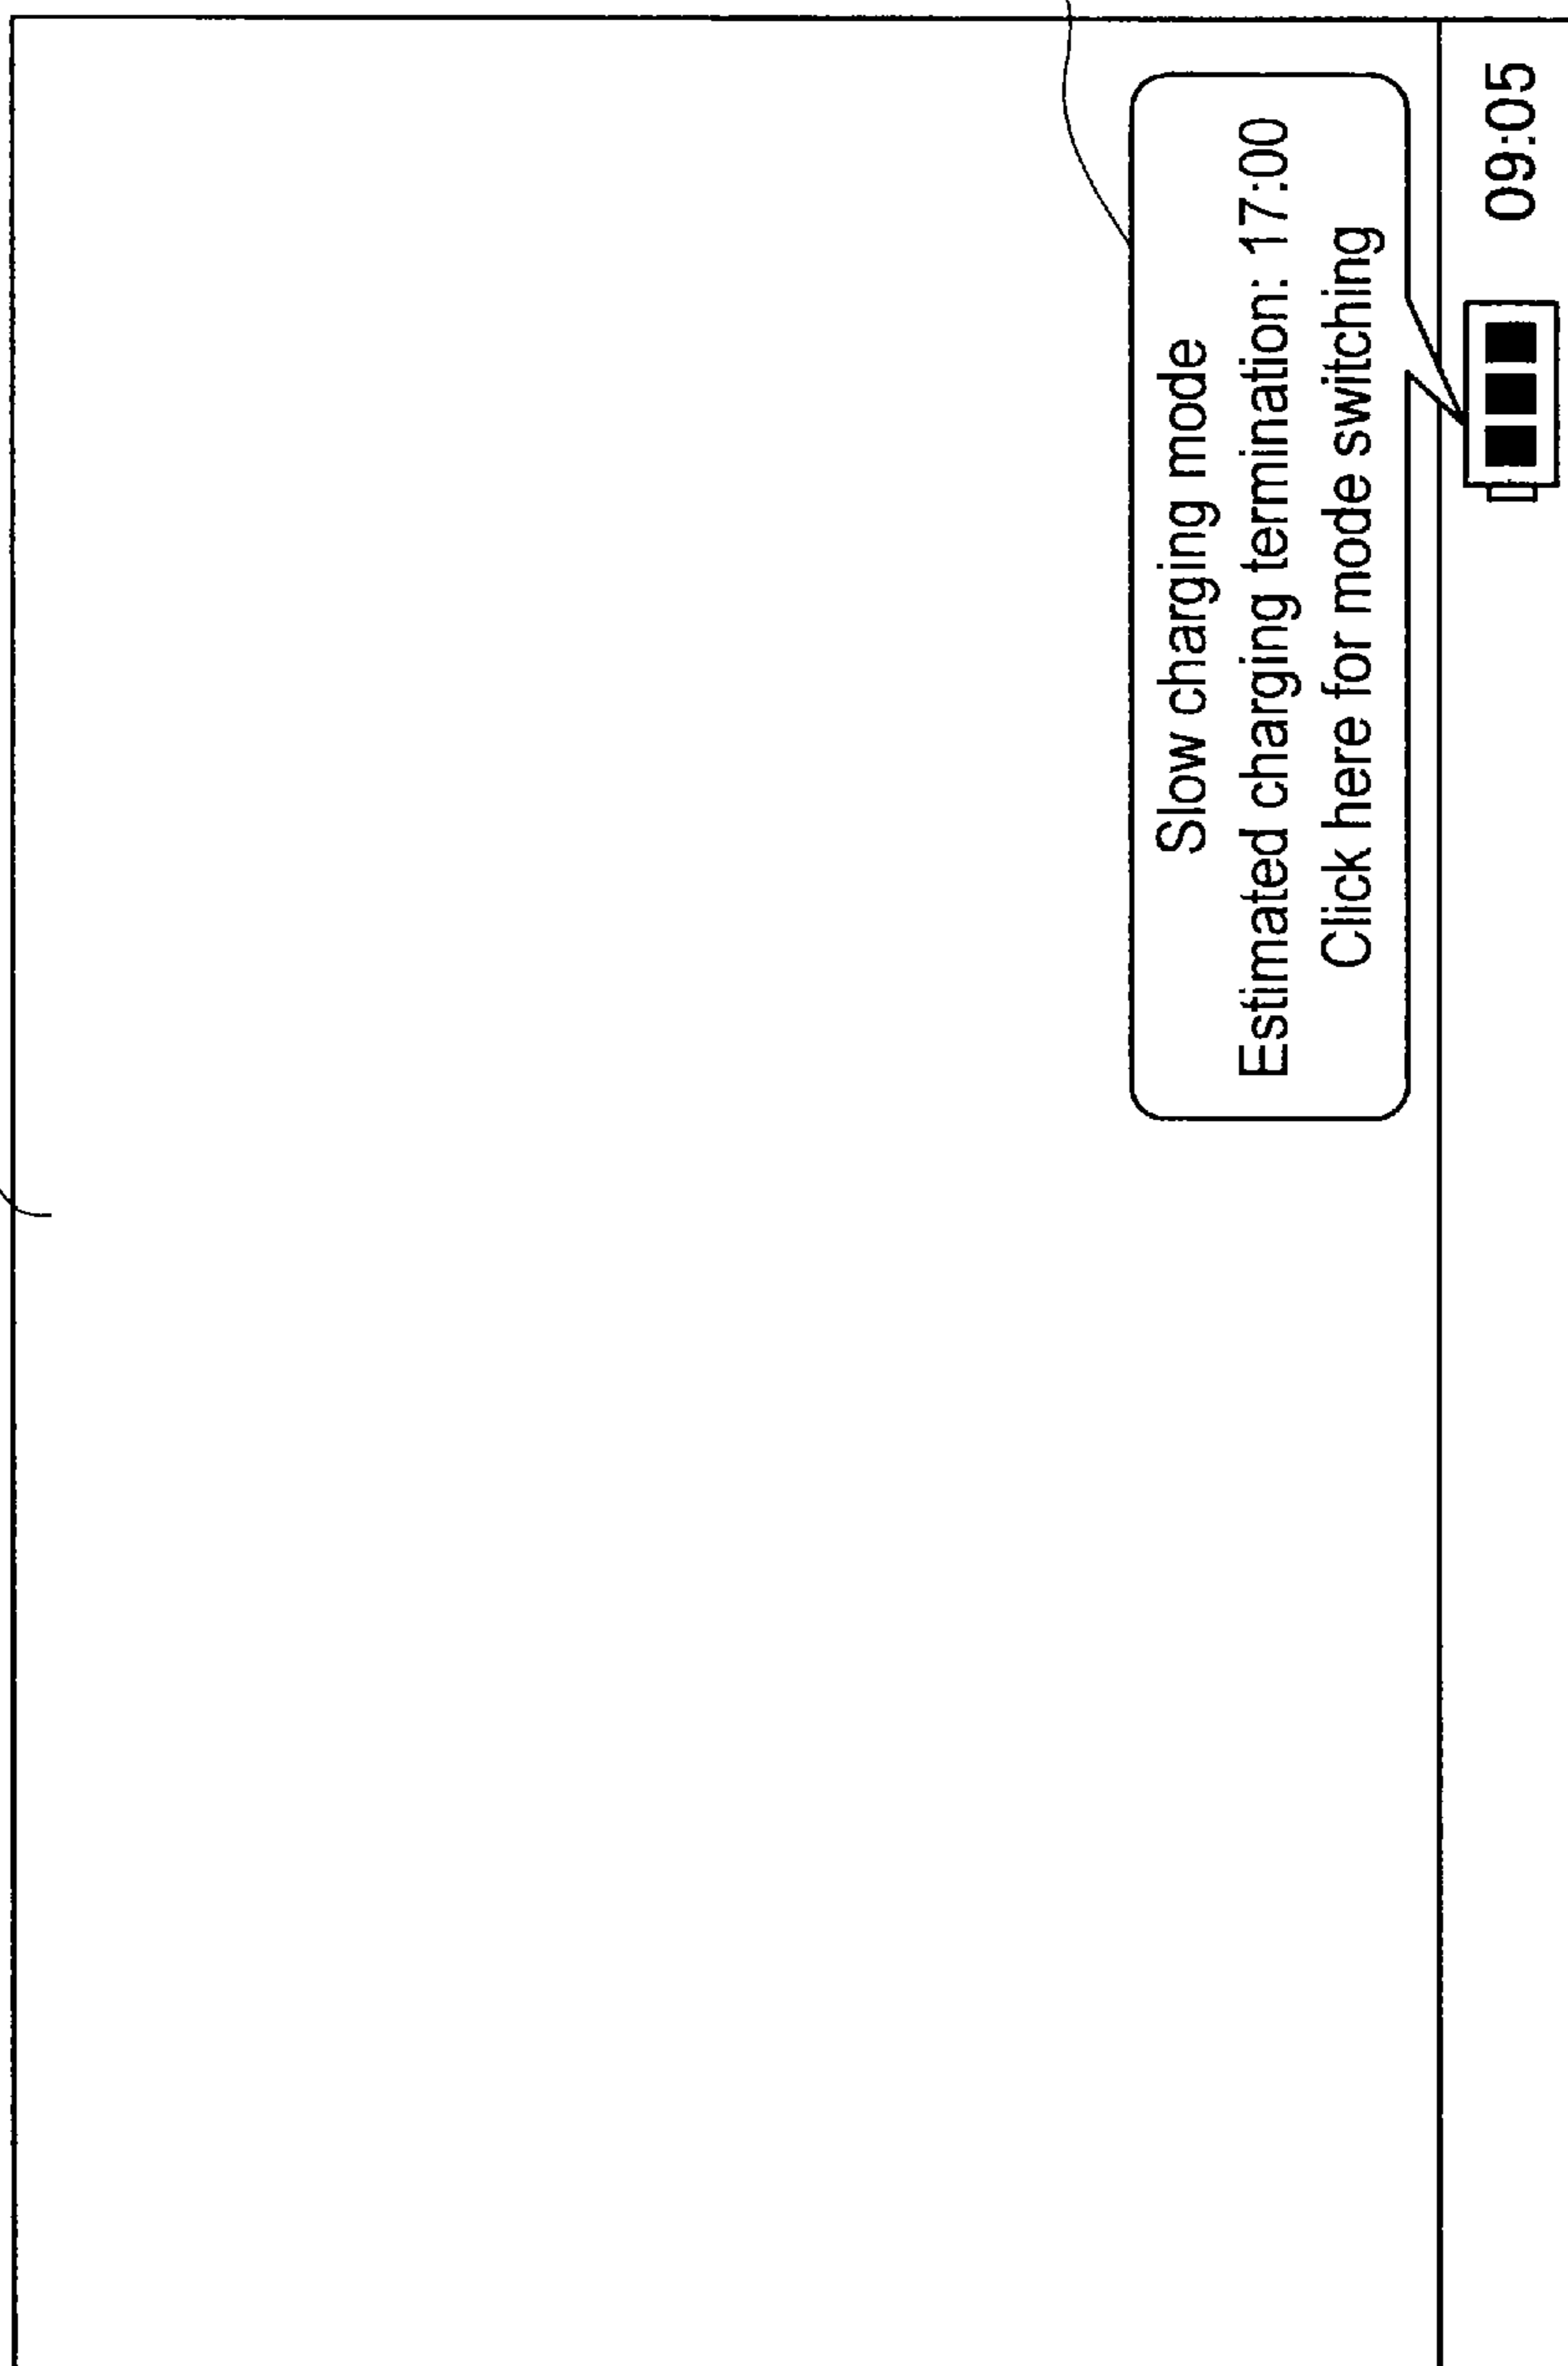 Slow charging mode
Estimated charging termination: 17:00
Click here for mode switching
09:05